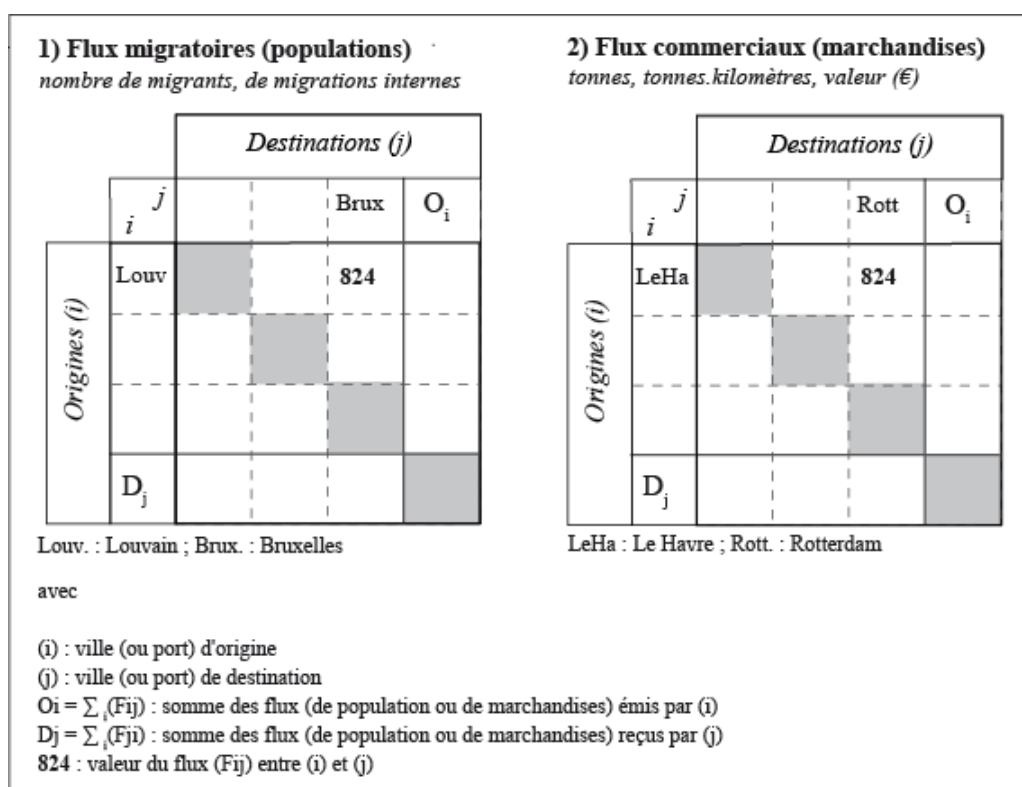 1) Flux migratoires (populations)
nombre de migrants, de migrations internes
Destinations (j)
j
i
Brux
Oi
Origines (i)
Louv
824
Dj
Louv. : Louvain ; Brux. : Bruxelles
2) Flux commerciaux (marchandises)
tonnes, tonnes.kilomètres, valeur (€)
Destinations (j)
j
i
Rott
Oi
Origines (i)
LeHa
824
Dj
LeHa : Le Havre ; Rott. : Rotterdam
avec
(i) : ville (ou port) d'origine
(j) : ville (ou port) de destination
Oi = ∑i(Fij) : somme des flux (de population ou de marchandises) émis par (i)
Dj = ∑i(Fji) : somme des flux (de population ou de marchandises) reçus par (j)
824 : valeur du flux (Fij) entre (i) et (j)